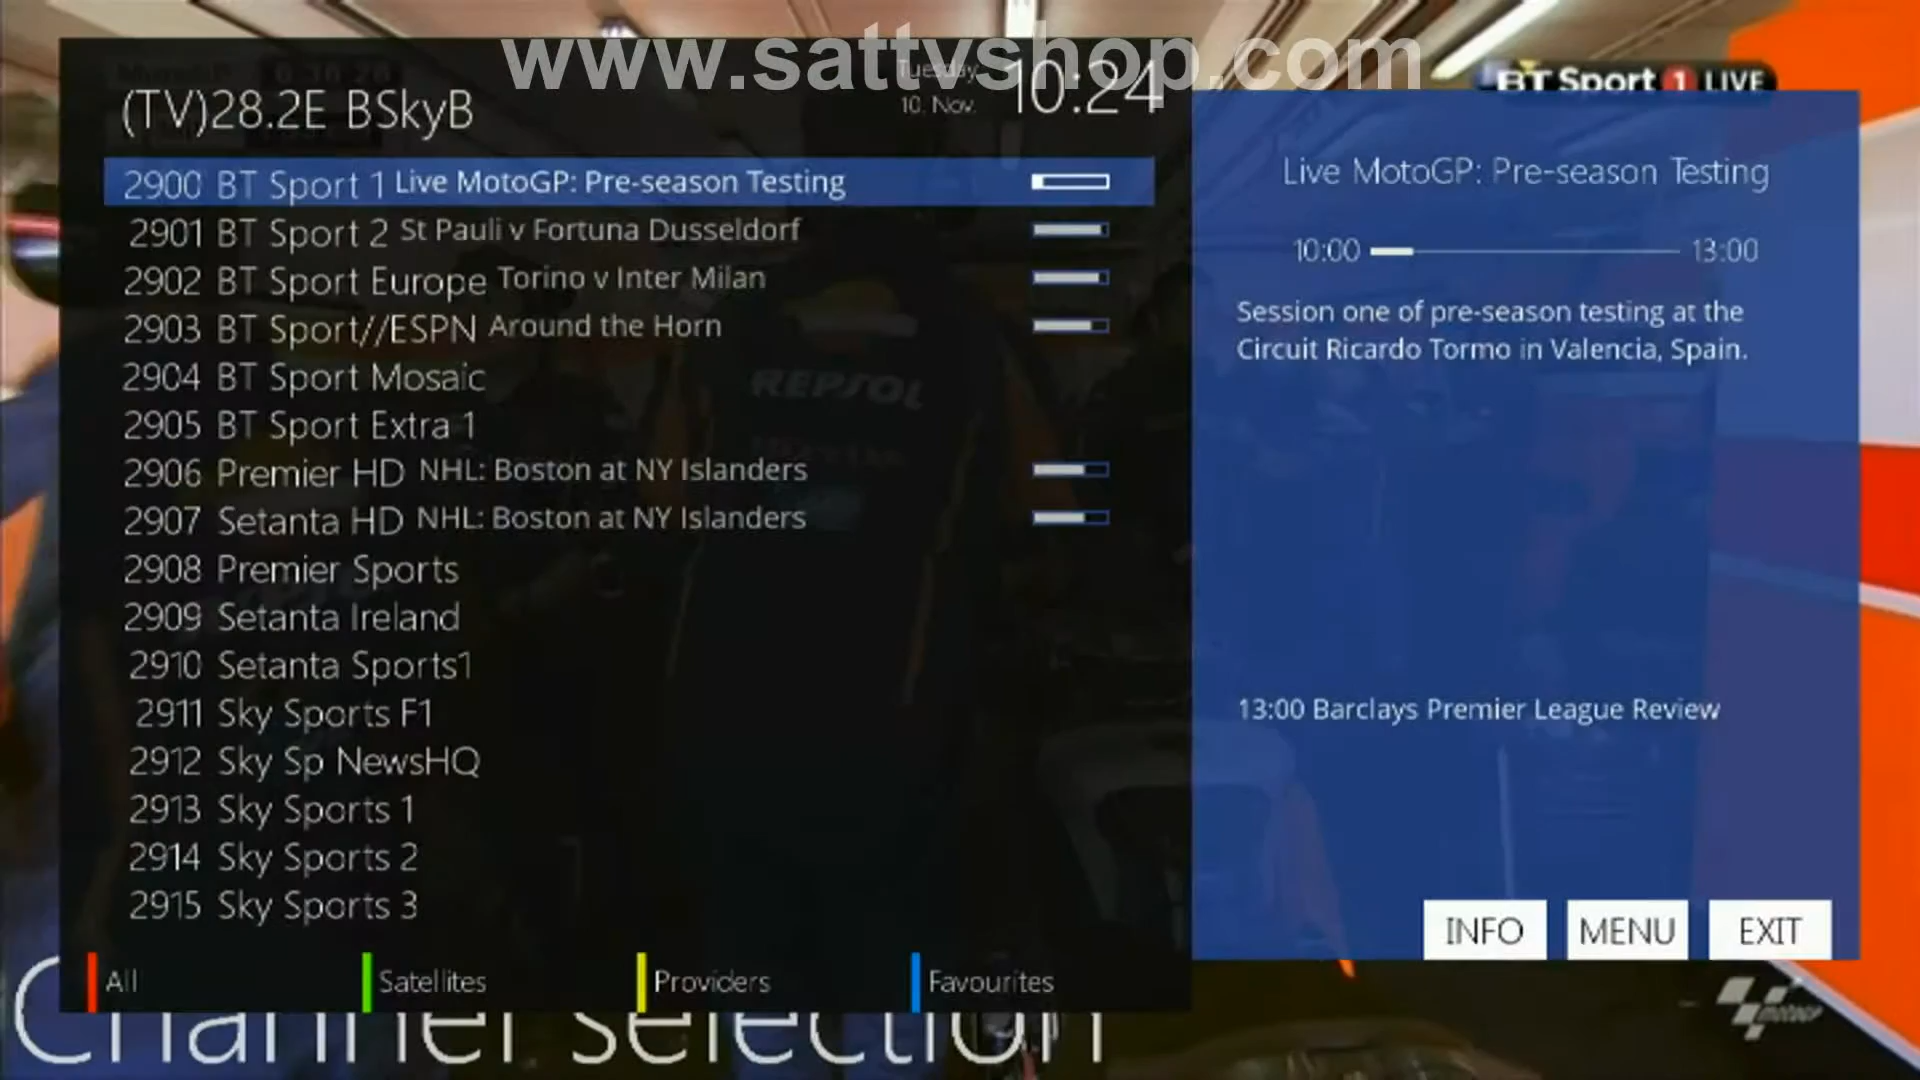 www.sattvshop.com
Tuesday
10. Nov.
10:24
BT Sport 1 LIVE
(TV)28.2E BSkyB
2900 BT Sport 1 Live MotoGP: Pre-season Testing
2901 BT Sport 2 St Pauli v Fortuna Dusseldorf
2902 BT Sport Europe Torino v Inter Milan
2903 BT Sport//ESPN Around the Horn
2904 BT Sport Mosaic
2905 BT Sport Extra 1
2906 Premier HD NHL: Boston at NY Islanders
2907 Setanta HD NHL: Boston at NY Islanders
2908 Premier Sports
2909 Setanta Ireland
2910 Setanta Sports1
2911 Sky Sports F1
2912 Sky Sp NewsHQ
2913 Sky Sports 1
2914 Sky Sports 2
2915 Sky Sports 3
All
Satellites
Providers
Favourites
Channel selection
Live MotoGP: Pre-season Testing
10:00
13:00
Session one of pre-season testing at the
Circuit Ricardo Tormo in Valencia, Spain.
13:00 Barclays Premier League Review
INFO
MENU
EXIT
REPSOL
motoGP